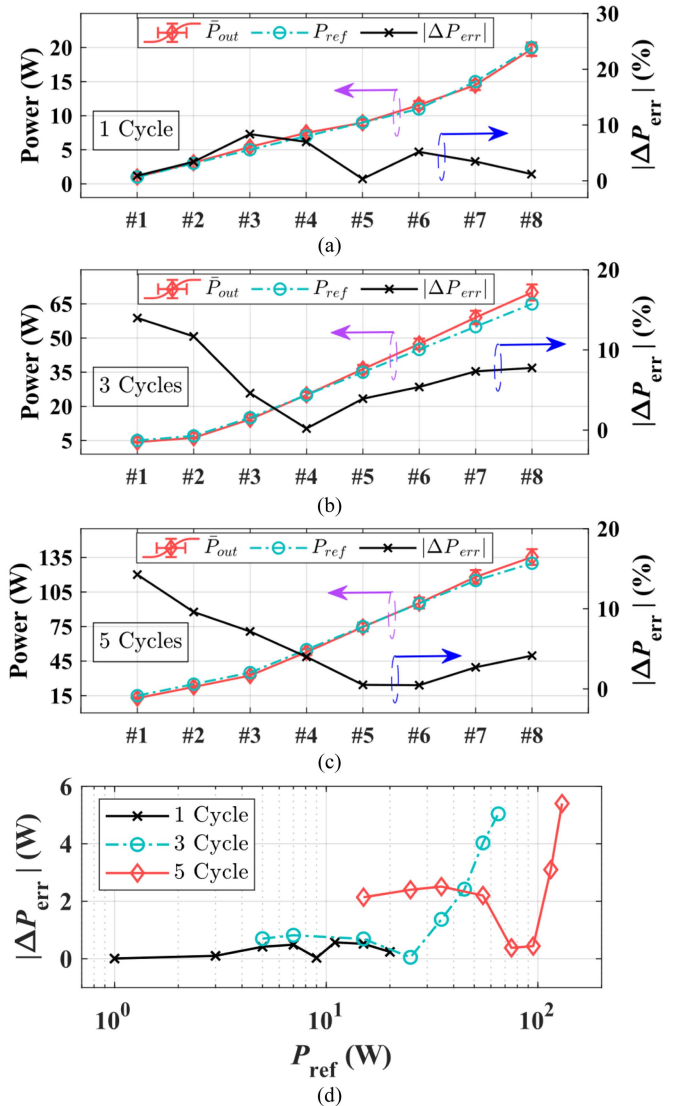 P̄out Pref |ΔPerr|
Power (W)
20
15
10
5
0
1 Cycle
30
20
10
0
|ΔPerr| (%)
#1 #2 #3 #4 #5 #6 #7 #8
(a)
P̄out Pref |ΔPerr|
Power (W)
65
50
35
20
5
3 Cycles
20
10
0
|ΔPerr| (%)
#1 #2 #3 #4 #5 #6 #7 #8
(b)
P̄out Pref |ΔPerr|
Power (W)
135
105
75
45
15
5 Cycles
20
10
0
|ΔPerr| (%)
#1 #2 #3 #4 #5 #6 #7 #8
(c)
|ΔPerr| (W)
6
4
2
0
1 Cycle
3 Cycle
5 Cycle
10⁰ 10¹ 10²
Pref (W)
(d)